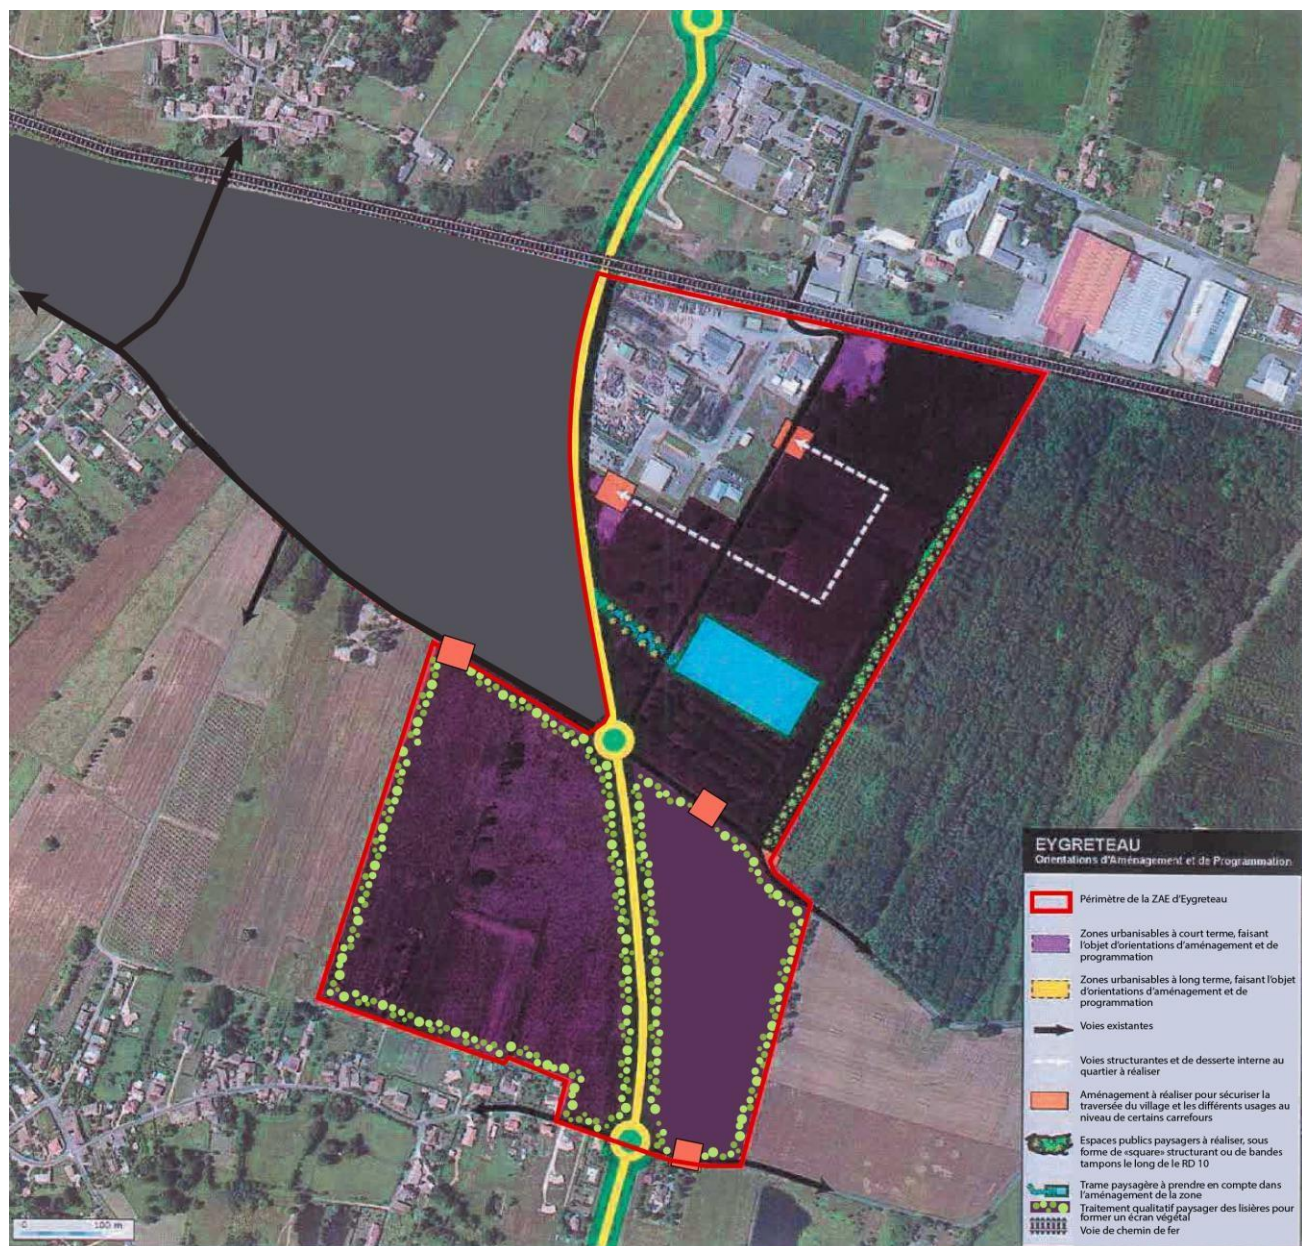 EYGRETEAU
Orientations d'Aménagement et de Programmation
Périmètre de la ZAE d'Eygreteau
Zones urbanisables à court terme, faisant
l'objet d'orientations d'aménagement et de
programmation
Zones urbanisables à long terme, faisant l'objet
d'orientations d'aménagement et de
programmation
Voies existantes
Voies structurantes et de desserte interne au
quartier à réaliser
Aménagement à réaliser pour sécuriser la
traversée du village et les différents usages au
niveau de certains carrefours
Espaces publics paysagers à réaliser, sous
forme de «square» structurant ou de bandes
tampons le long de le RD 10
Trame paysagère à prendre en compte dans
l'aménagement de la zone
Traitement qualitatif paysager des lisières pour
former un écran végétal
Voie de chemin de fer
0 100 m